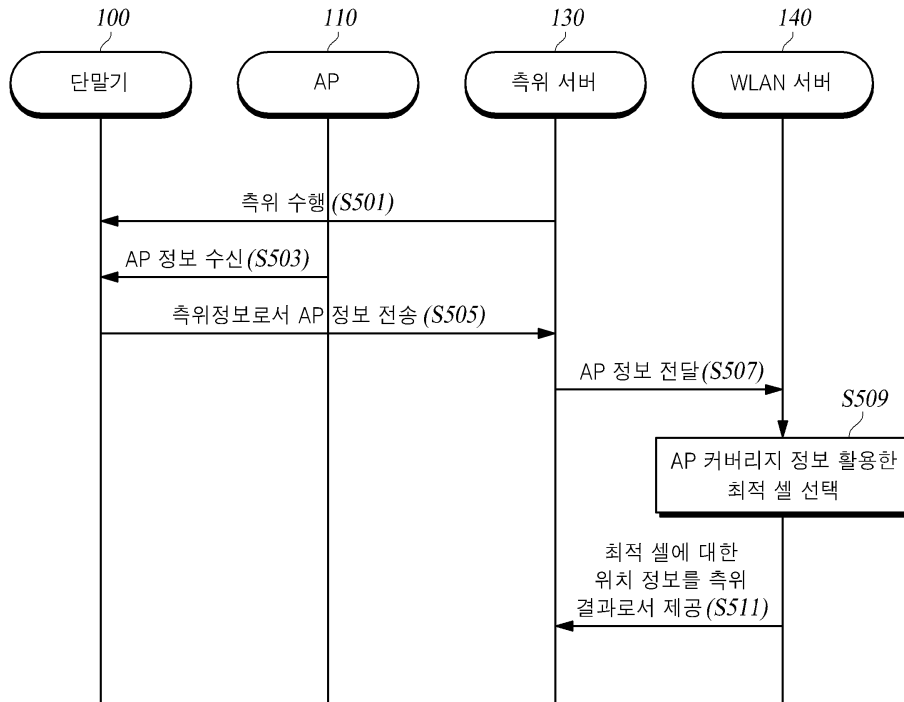 100
110
130
140
단말기
AP
측위 서버
WLAN 서버
측위 수행(S501)
AP 정보 수신(S503)
측위정보로서 AP 정보 전송(S505)
AP 정보 전달(S507)
S509
AP 커버리지 정보 활용한
최적 셀 선택
최적 셀에 대한
위치 정보를 측위
결과로서 제공(S511)